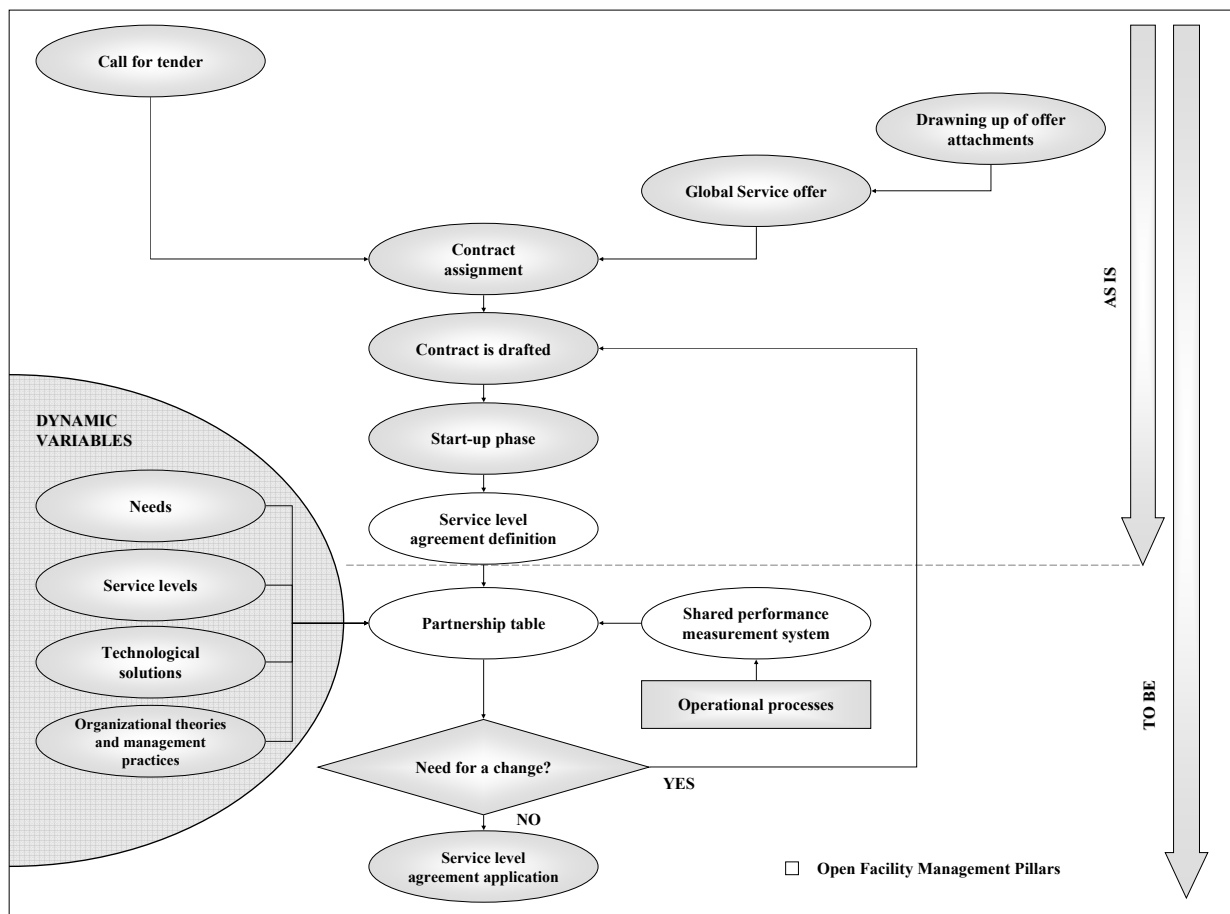 Call for tender
Drawning up of offer
attachments
Global Service offer
Contract
assignment
AS IS
Contract is drafted
DYNAMIC
VARIABLES
Start-up phase
Needs
Service level
agreement definition
Service levels
Partnership table
Shared performance
measurement system
Technological
solutions
Operational processes
TO BE
Organizational theories
and management
practices
Need for a change?
YES
NO
Service level
agreement application
Open Facility Management Pillars